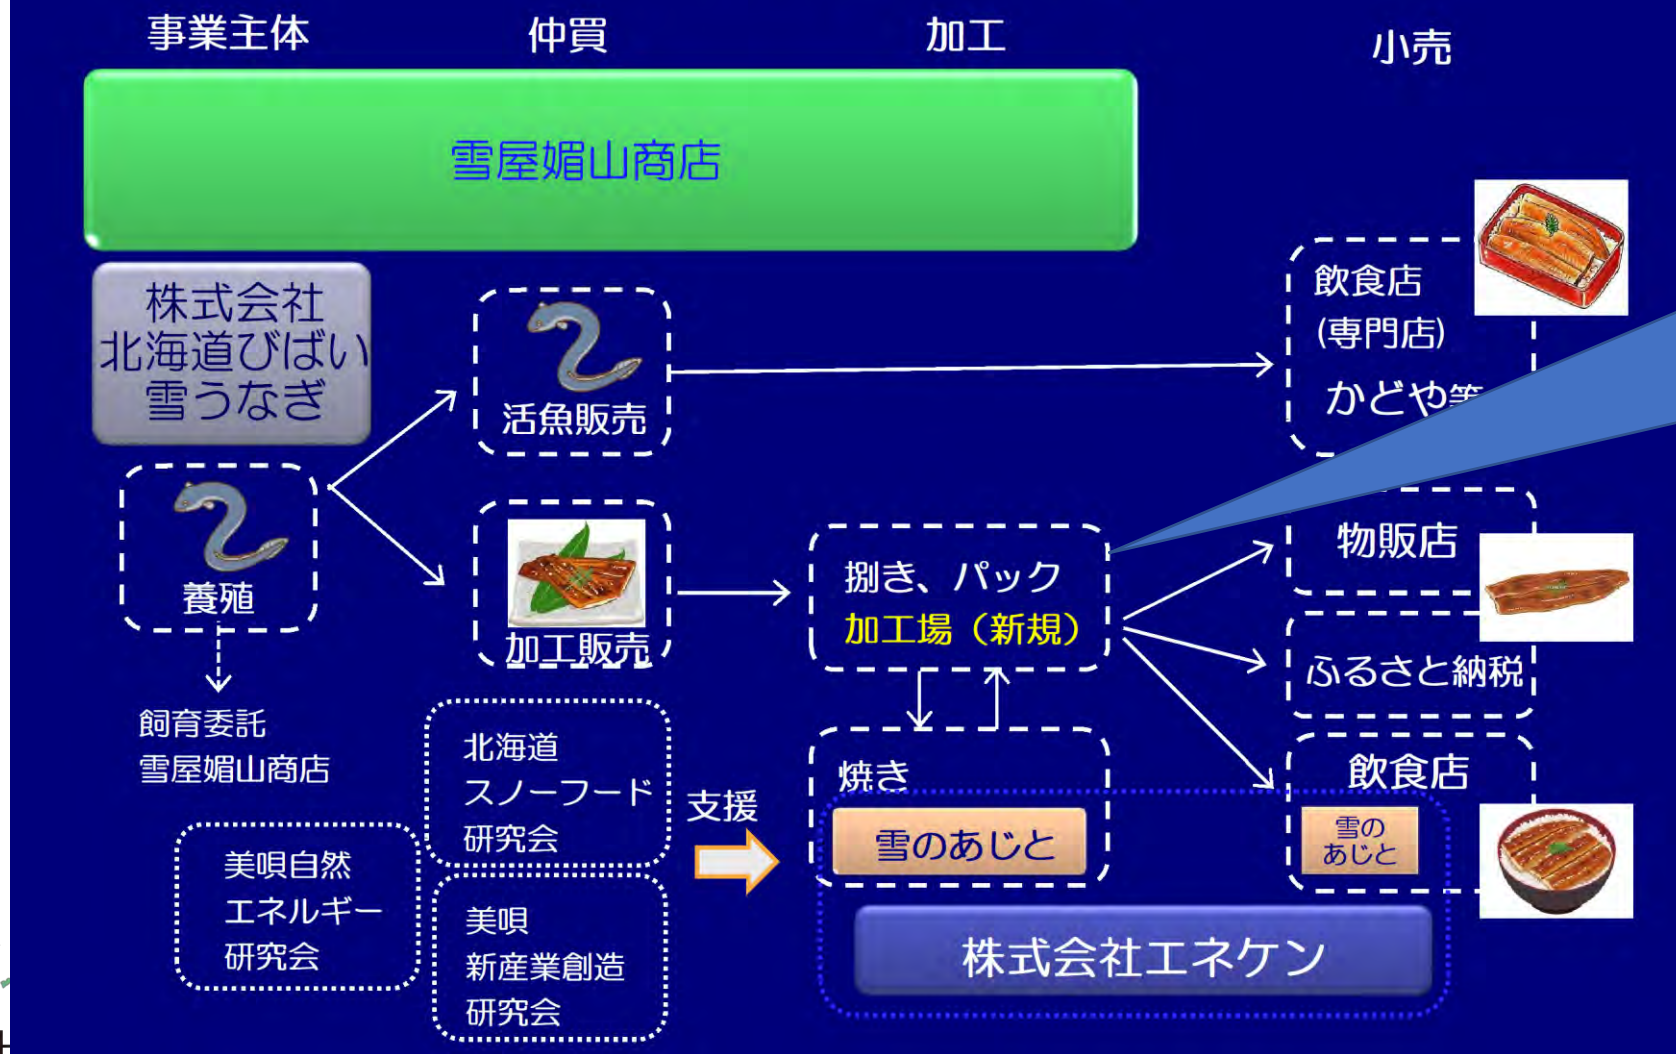 事業主体
仲買
加工
小売
雪屋媚山商店
株式会社
北海道びばい
雪うなぎ
養殖
飼育委託
雪屋媚山商店
活魚販売
加工販売
捌き、パック
加工場（新規）
焼き
雪のあじと
飲食店
(専門店)
かどや等
物販店
ふるさと納税
飲食店
雪の
あじと
美唄自然
エネルギー
研究会
北海道
スノーフード
研究会
美唄
新産業創造
研究会
支援
株式会社エネケン